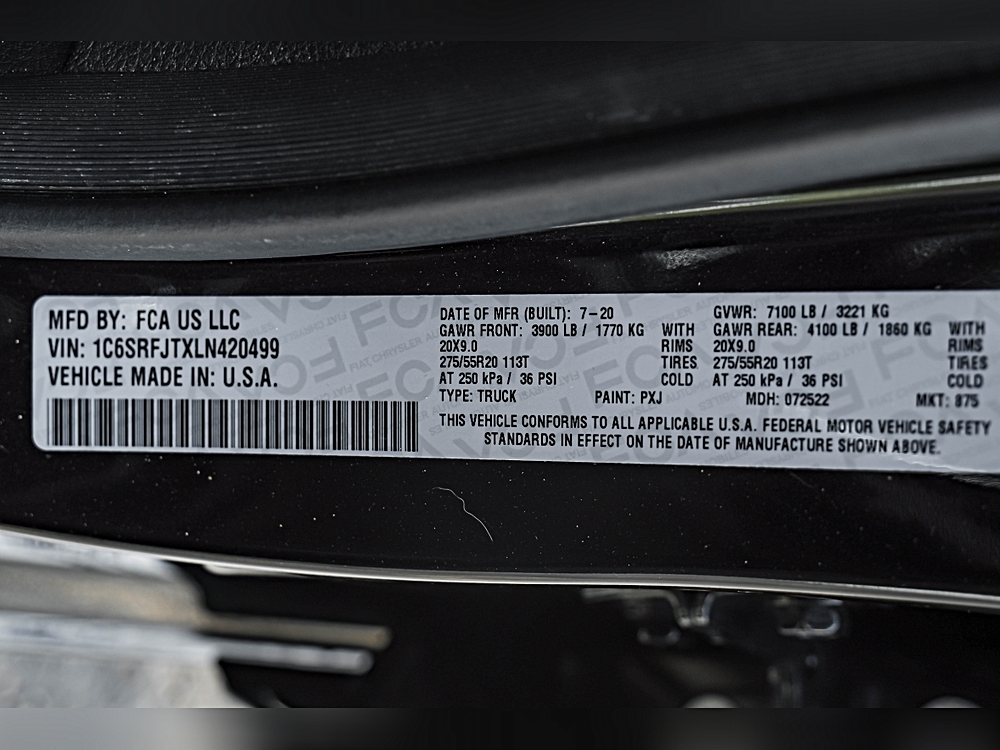 MFD BY: FCA US LLC
VIN: 1C6SRFJTXLN420499
VEHICLE MADE IN: U.S.A.
DATE OF MFR (BUILT): 7-20 GVWR: 7100 LB / 3221 KG
GAWR FRONT: 3900 LB / 1770 KG WITH GAWR REAR: 4100 LB / 1860 KG WITH
20X9.0 RIMS 20X9.0 RIMS
275/55R20 113T TIRES 275/55R20 113T TIRES
AT 250 kPa / 36 PSI COLD AT 250 kPa / 36 PSI COLD
TYPE: TRUCK PAINT: PXJ MDH: 072522 MKT: 875
THIS VEHICLE CONFORMS TO ALL APPLICABLE U.S.A. FEDERAL MOTOR VEHICLE SAFETY
STANDARDS IN EFFECT ON THE DATE OF MANUFACTURE SHOWN ABOVE.